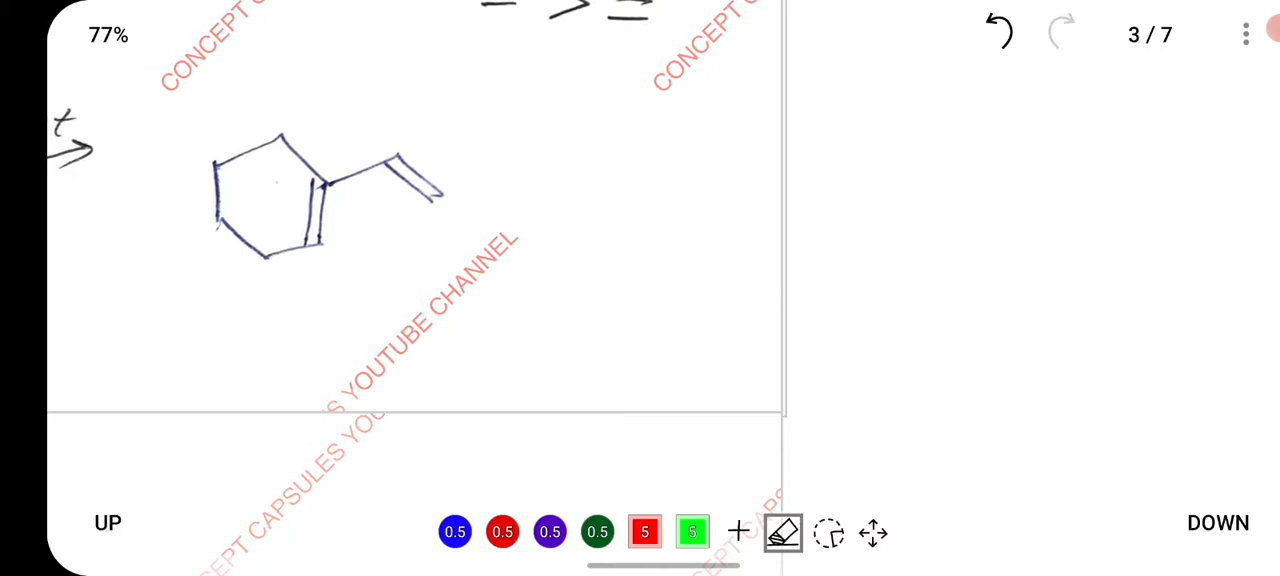 77%
3 / 7
CONCEPT C
CONCEPT
= > =
t
S YOUTUBE CHANNEL
EPT CAPSULES YOU
UP
0.5
0.5
0.5
0.5
5
5
DOWN